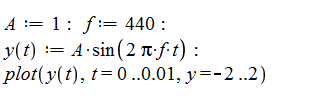 A := 1 : f := 440 :
y(t) := A·sin(2 π·f·t) :
plot(y(t), t = 0 ..0.01, y = -2 ..2)